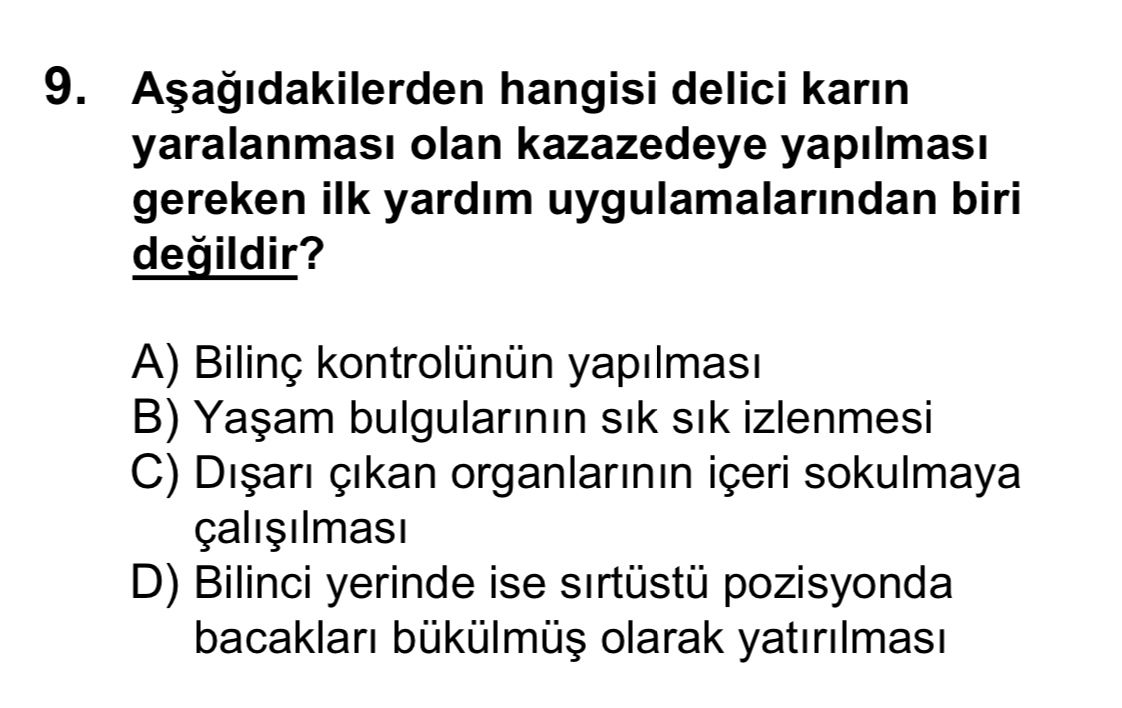 9. Aşağıdakilerden hangisi delici karın
yaralanması olan kazazedeye yapılması
gereken ilk yardım uygulamalarından biri
değildir?
A) Bilinç kontrolünün yapılması
B) Yaşam bulgularının sık sık izlenmesi
C) Dışarı çıkan organlarının içeri sokulmaya
çalışılması
D) Bilinci yerinde ise sırtüstü pozisyonda
bacakları bükülmüş olarak yatırılması